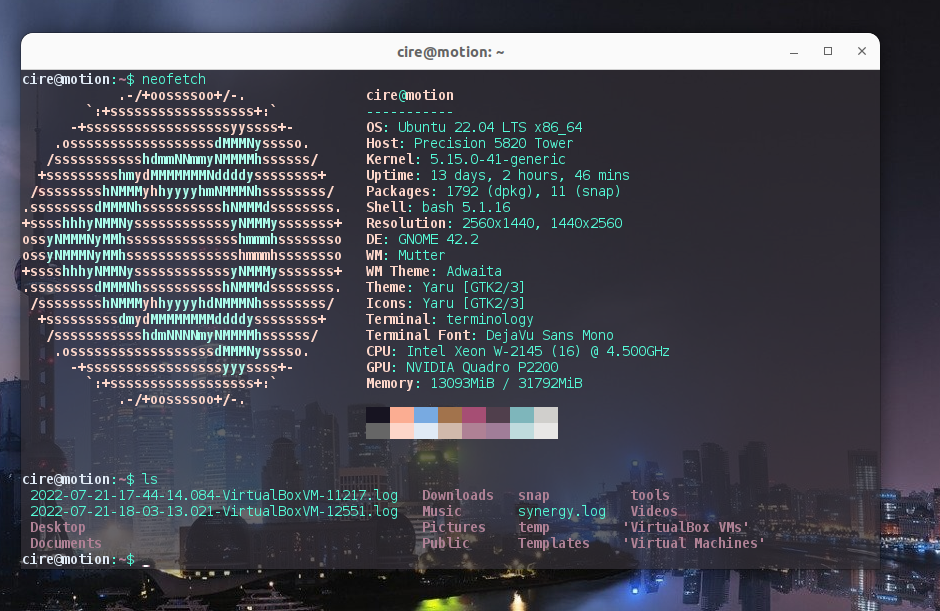 cire@motion: ~
cire@motion:~$ neofetch
.-/+oossssoo+/-. cire@motion
`:+ssssssssssssssssss+:` -----------
-+ssssssssssssssssssyyssss+- OS: Ubuntu 22.04 LTS x86_64
.ossssssssssssssssssdMMMNysssso. Host: Precision 5820 Tower
/ssssssssssshdmmNNmmyNMMMMhssssss/ Kernel: 5.15.0-41-generic
+ssssssssshmydMMMMMMMNddddyssssssss+ Uptime: 13 days, 2 hours, 46 mins
/sssssssshNMMMyhhyyyyhmNMMMNhssssssss/ Packages: 1792 (dpkg), 11 (snap)
.ssssssssdMMMNhsssssssssshNMMMdssssssss. Shell: bash 5.1.16
+sssshhhyNMMNyssssssssssssyNMMMysssssss+ Resolution: 2560x1440, 1440x2560
ossyNMMMNyMMhsssssssssssssshmmmhssssssso DE: GNOME 42.2
ossyNMMMNyMMhsssssssssssssshmmmhssssssso WM: Mutter
+sssshhhyNMMNyssssssssssssyNMMMysssssss+ WM Theme: Adwaita
.ssssssssdMMMNhsssssssssshNMMMdssssssss. Theme: Yaru [GTK2/3]
/sssssssshNMMMyhhyyyyhdNMMMNhssssssss/ Icons: Yaru [GTK2/3]
+sssssssssdmydMMMMMMMMddddyssssssss+ Terminal: terminology
/ssssssssssshdmNNNNmyNMMMMhssssss/ Terminal Font: DejaVu Sans Mono
.ossssssssssssssssssdMMMNysssso. CPU: Intel Xeon W-2145 (16) @ 4.500GHz
-+sssssssssssssssssyyyssss+- GPU: NVIDIA Quadro P2200
`:+ssssssssssssssssss+:` Memory: 13093MiB / 31792MiB
.-/+oossssoo+/-.
cire@motion:~$ ls
2022-07-21-17-44-14.084-VirtualBoxVM-11217.log Downloads snap tools
2022-07-21-18-03-13.021-VirtualBoxVM-12551.log Music synergy.log Videos
Desktop Pictures temp 'VirtualBox VMs'
Documents Public Templates 'Virtual Machines'
cire@motion:~$